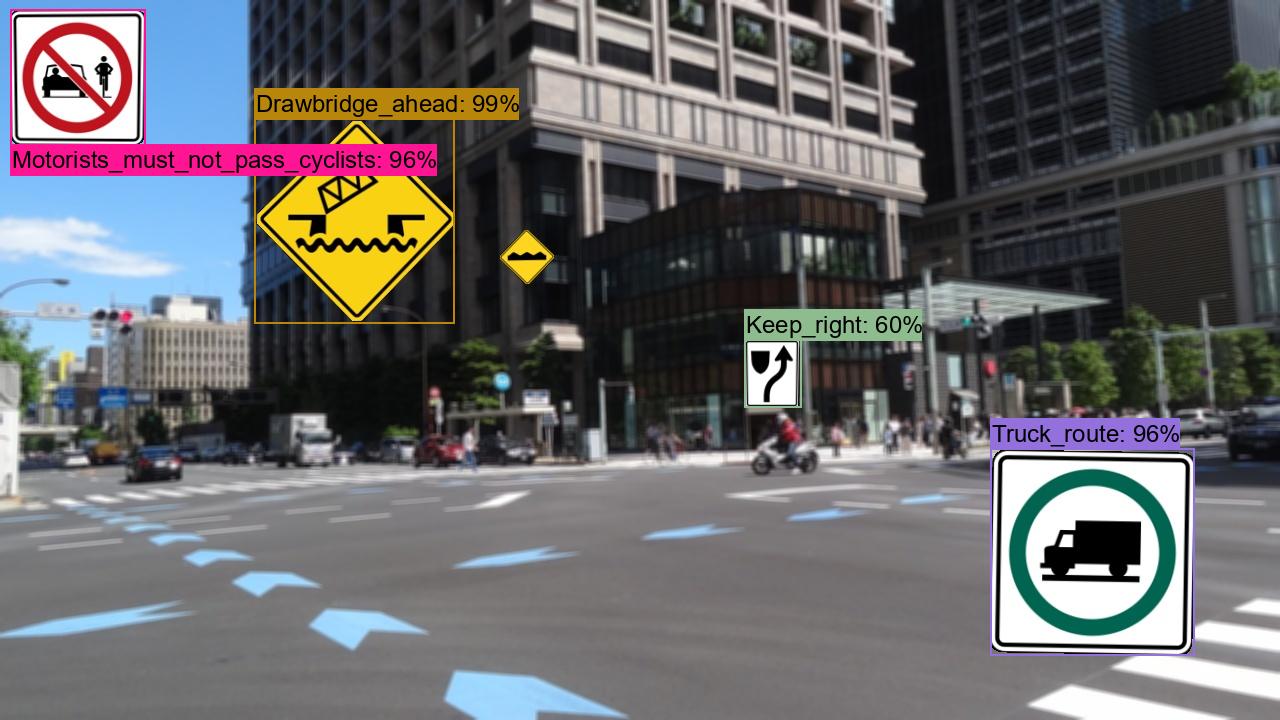 Drawbridge_ahead: 99%
Motorists_must_not_pass_cyclists: 96%
Keep_right: 60%
Truck_route: 96%